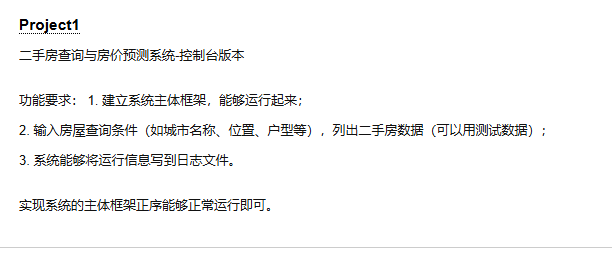 Project1
二手房查询与房价预测系统-控制台版本
功能要求： 1. 建立系统主体框架，能够运行起来；
2. 输入房屋查询条件（如城市名称、位置、户型等），列出二手房数据（可以用测试数据）；
3. 系统能够将运行信息写到日志文件。
实现系统的主体框架正序能够正常运行即可。